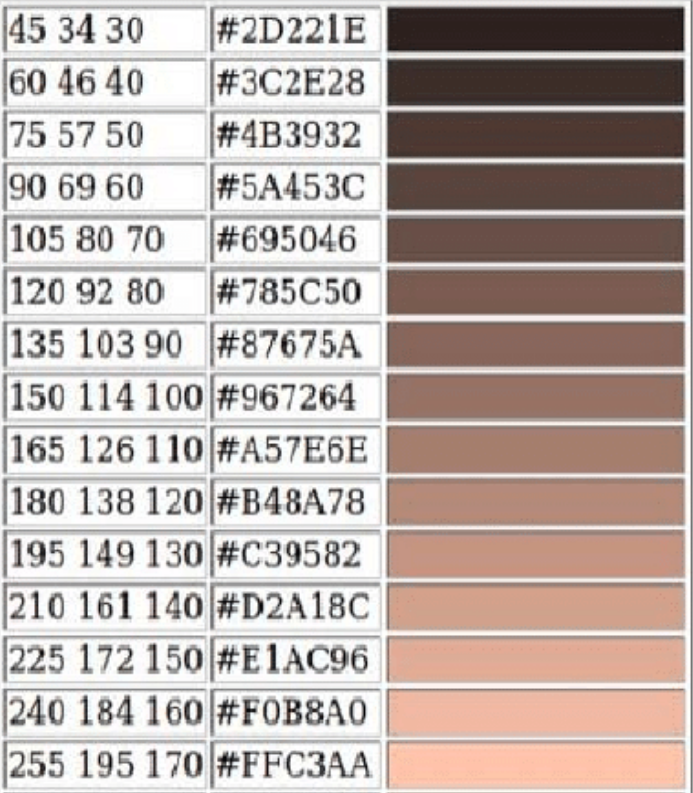 45 34 30 #2D221E
60 46 40 #3C2E28
75 57 50 #4B3932
90 69 60 #5A453C
105 80 70 #695046
120 92 80 #785C50
135 103 90 #87675A
150 114 100 #967264
165 126 110 #A57E6E
180 138 120 #B48A78
195 149 130 #C39582
210 161 140 #D2A18C
225 172 150 #E1AC96
240 184 160 #F0B8A0
255 195 170 #FFC3AA